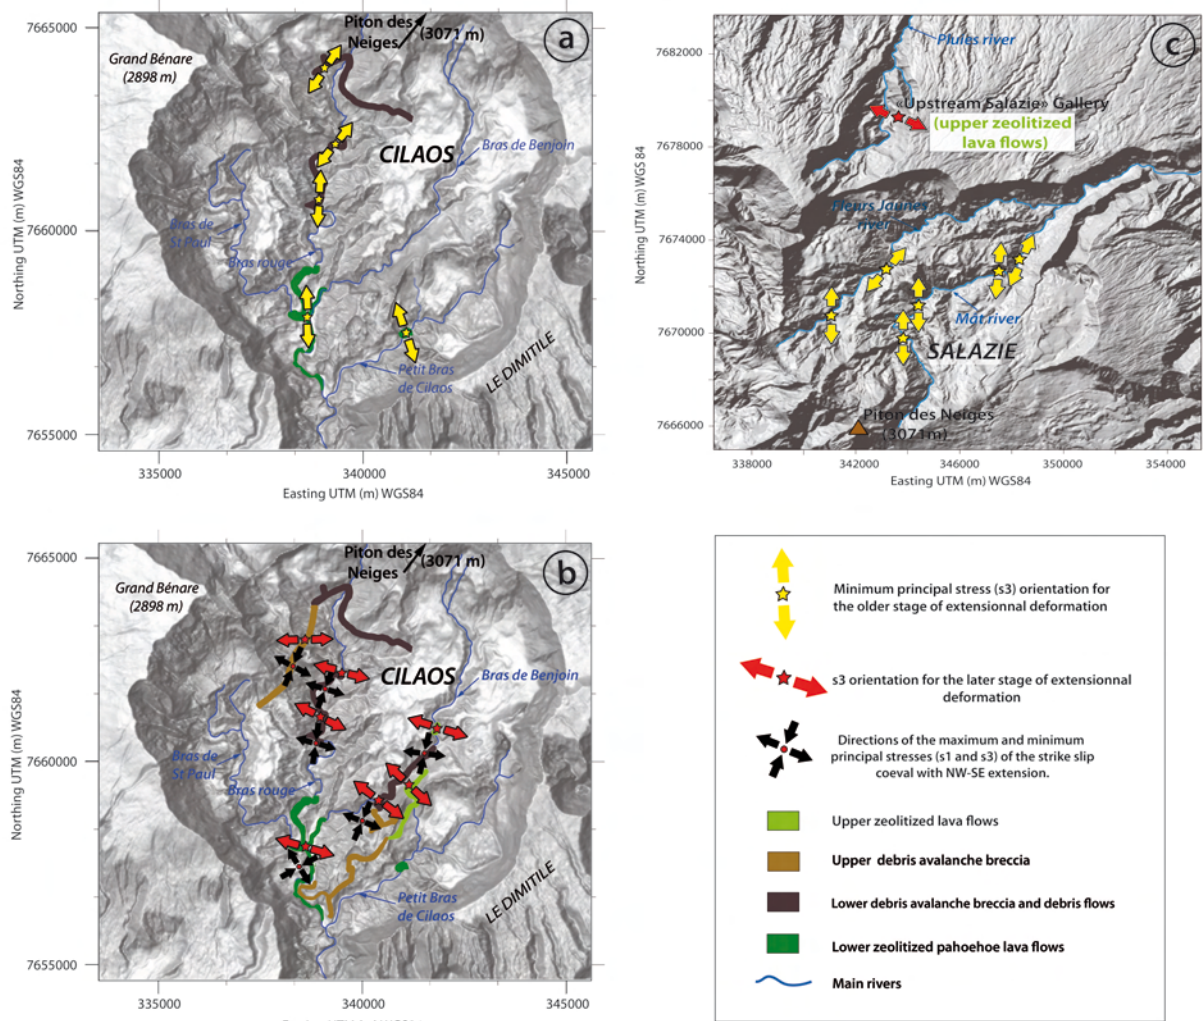 7665000
7660000
7655000
Northing UTM (m) WGS84
335000
340000
345000
Easting UTM (m) WGS84
a
Piton des
Neiges
(3071 m)
Grand Bénare
(2898 m)
CILAOS
Bras de Benjoin
Bras de
St Paul
Bras rouge
Petit Bras
de Cilaos
LE DIMITILE
7682000
7678000
7674000
7670000
7666000
Northing UTM (m) WGS 84
338000
342000
346000
350000
354000
Easting UTM (m) WGS84
c
Pluies river
«Upstream Salazie» Gallery
(upper zeolitized
lava flows)
Fleurs Jaunes
river
Mat river
SALAZIE
Piton des Neiges
(3071m)
7665000
7660000
7655000
Northing UTM (m) WGS84
335000
340000
345000
b
Piton des
Neiges
(3071 m)
Grand Bénare
(2898 m)
CILAOS
Bras de Benjoin
Bras de
St Paul
Bras rouge
Petit Bras
de Cilaos
LE DIMITILE
Minimum principal stress (s3) orientation for
the older stage of extensionnal deformation
s3 orientation for the later stage of extensionnal
deformation
Directions of the maximum and minimum
principal stresses (s1 and s3) of the strike slip
coeval with NW-SE extension.
Upper zeolitized lava flows
Upper debris avalanche breccia
Lower debris avalanche breccia and debris flows
Lower zeolitized pahoehoe lava flows
Main rivers